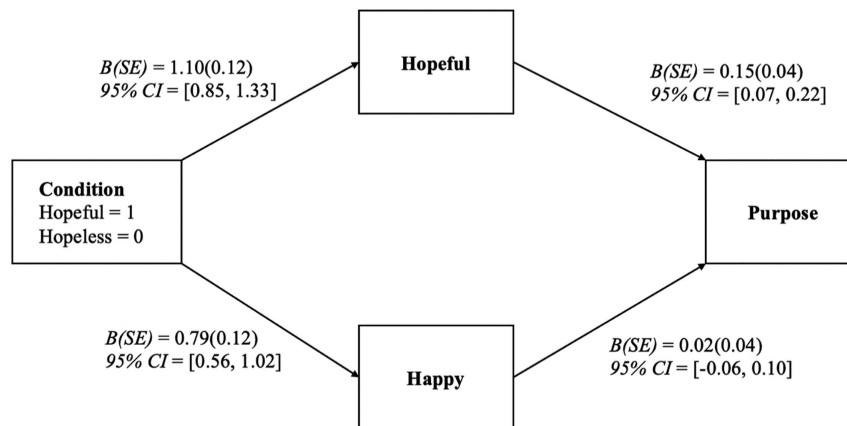 B(SE) = 1.10(0.12)
95% CI = [0.85, 1.33]
Hopeful
B(SE) = 0.15(0.04)
95% CI = [0.07, 0.22]
Condition
Hopeful = 1
Hopeless = 0
Purpose
B(SE) = 0.79(0.12)
95% CI = [0.56, 1.02]
Happy
B(SE) = 0.02(0.04)
95% CI = [-0.06, 0.10]